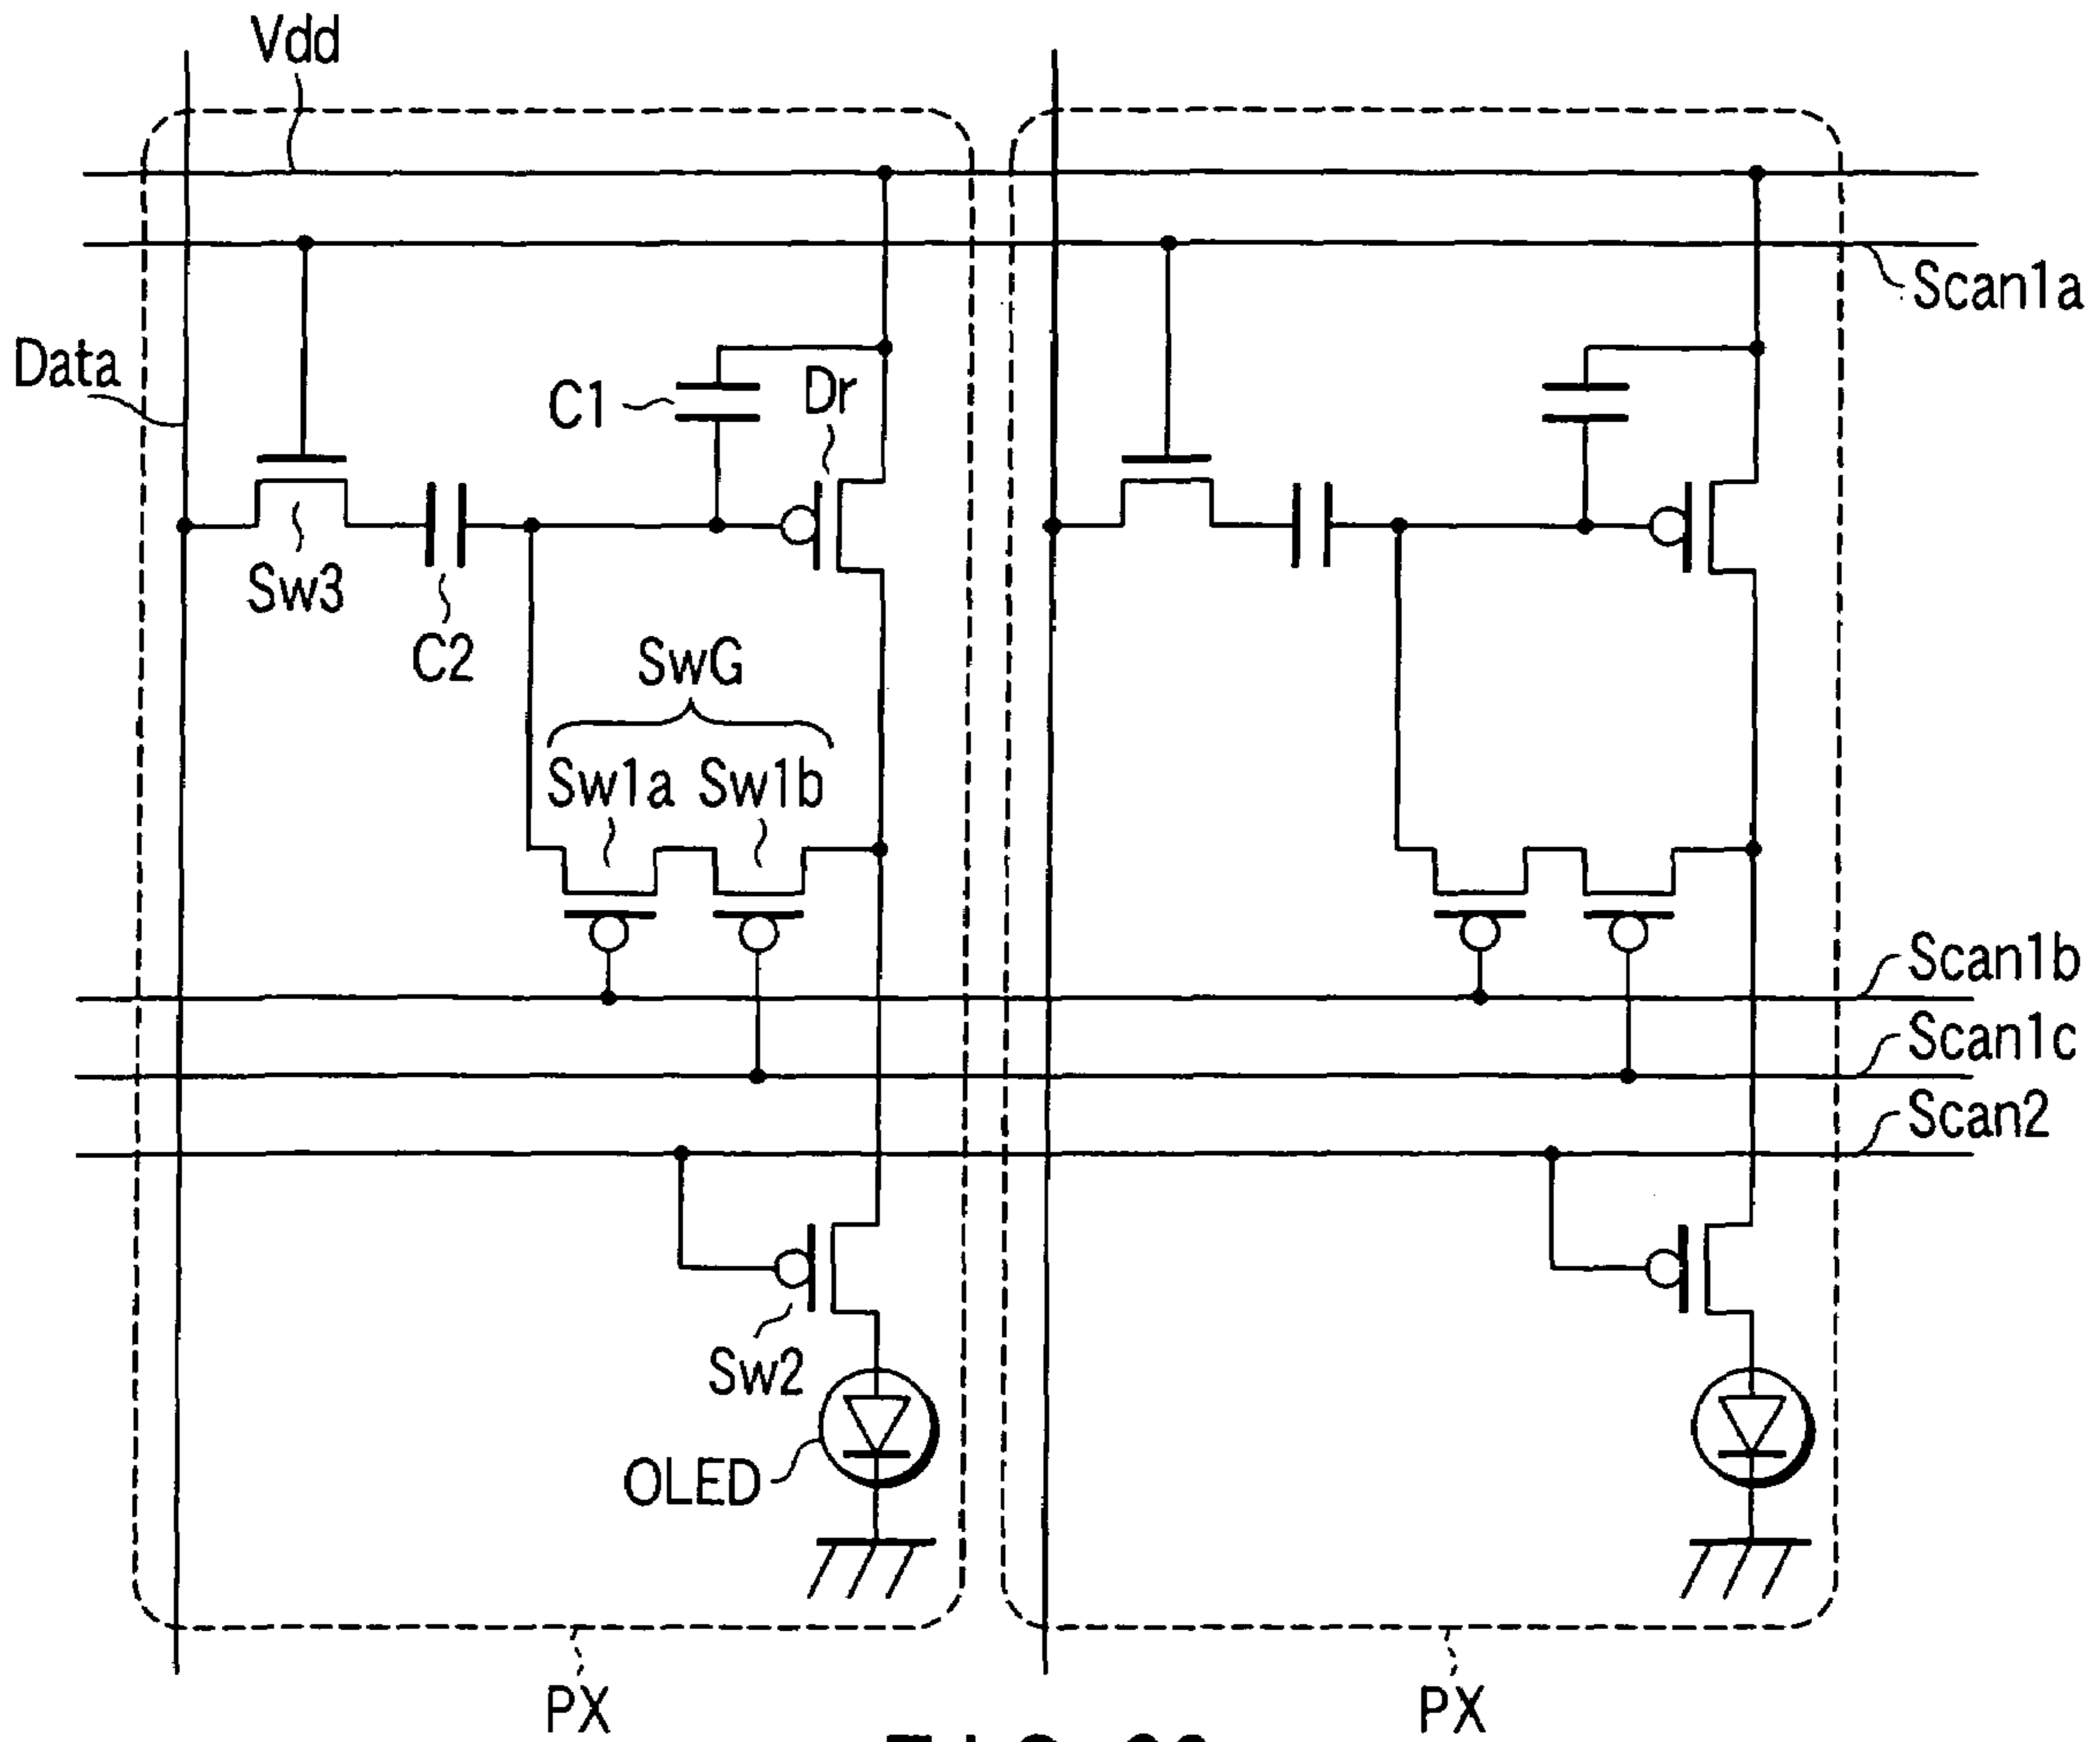 Vdd
Scan1a
Data
C1
Dr
Sw3
C2
SwG
Sw1a Sw1b
Scan1b
Scan1c
Scan2
Sw2
OLED
PX PX